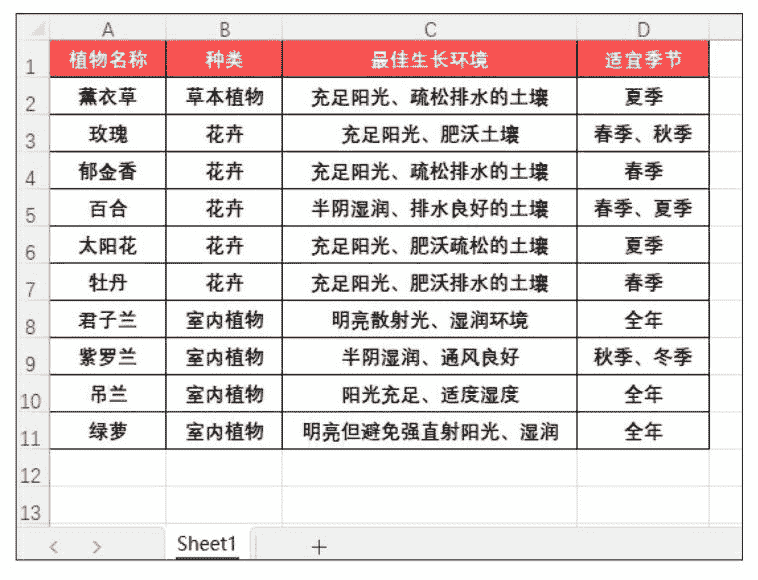 A B C D
1 植物名称 种类 最佳生长环境 适宜季节
2 薰衣草 草本植物 充足阳光、疏松排水的土壤 夏季
3 玫瑰 花卉 充足阳光、肥沃土壤 春季、秋季
4 郁金香 花卉 充足阳光、疏松排水的土壤 春季
5 百合 花卉 半阴湿润、排水良好的土壤 春季、夏季
6 太阳花 花卉 充足阳光、肥沃疏松的土壤 夏季
7 牡丹 花卉 充足阳光、肥沃排水的土壤 春季
8 君子兰 室内植物 明亮散射光、湿润环境 全年
9 紫罗兰 室内植物 半阴湿润、通风良好 秋季、冬季
10 吊兰 室内植物 阳光充足、适度湿度 全年
11 绿萝 室内植物 明亮但避免强直射阳光、湿润 全年
12
13
Sheet1